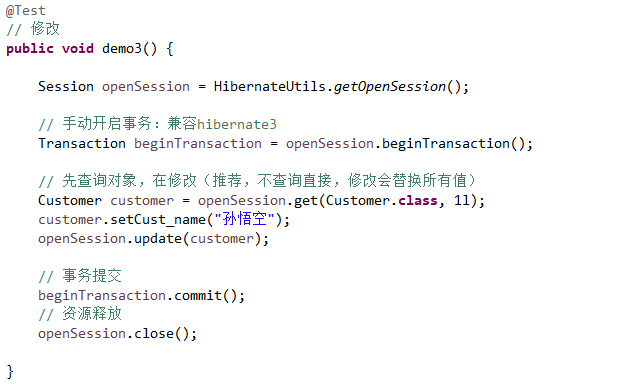 @Test
// 修改
public void demo3() {
Session openSession = HibernateUtils.getOpenSession();
// 手动开启事务：兼容hibernate3
Transaction beginTransaction = openSession.beginTransaction();
// 先查询对象，在修改（推荐，不查询直接，修改会替换所有值）
Customer customer = openSession.get(Customer.class, 1l);
customer.setCust_name("孙悟空");
openSession.update(customer);
// 事务提交
beginTransaction.commit();
// 资源释放
openSession.close();
}